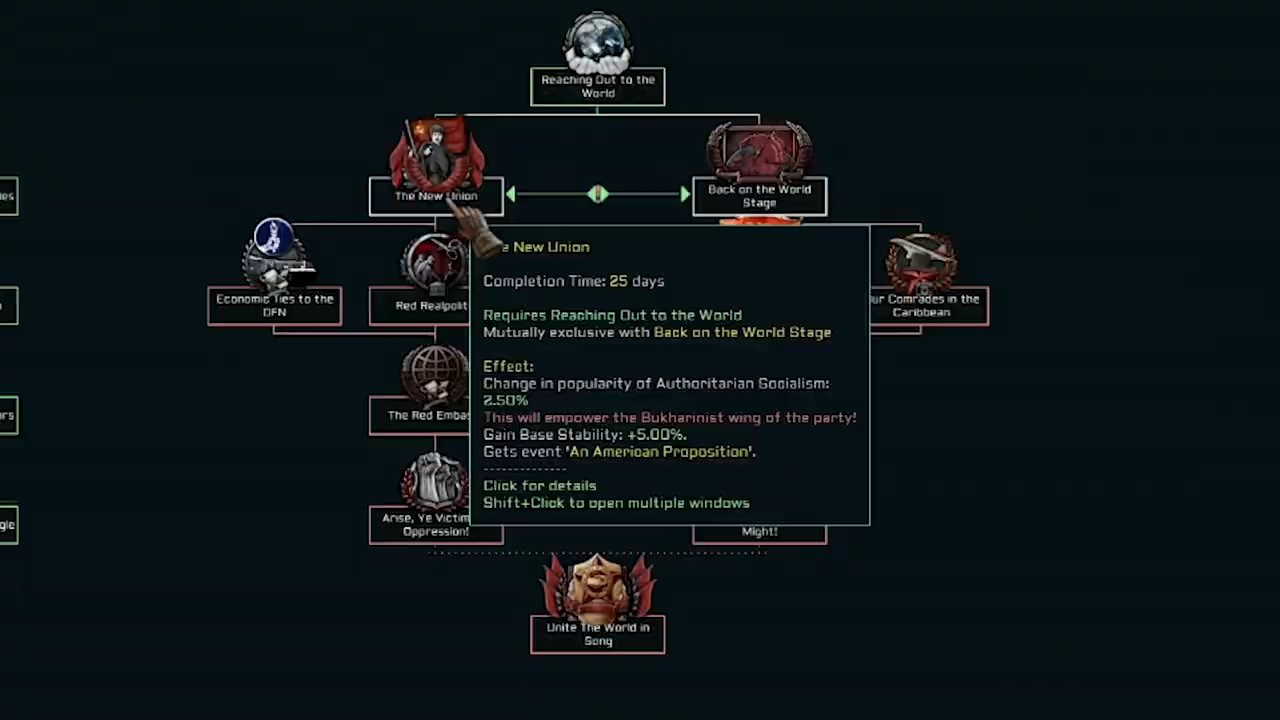 Reaching Out to the
World
The New Union
Back on the World
Stage
ies
Economic Ties to the
OFN
Red Realpolit
ur Comrades in the
Caribbean
e New Union
Completion Time: 25 days
Requires Reaching Out to the World
Mutually exclusive with Back on the World Stage
Effect:
Change in popularity of Authoritarian Socialism:
2.50%
This will empower the Bukharinist wing of the party!
Gain Base Stability: +5.00%.
Gets event 'An American Proposition'.
--------------
Click for details
Shift+Click to open multiple windows
The Red Embas
ars
Arise, Ye Victim
Oppression!
Might!
gle
Unite The World in
Song